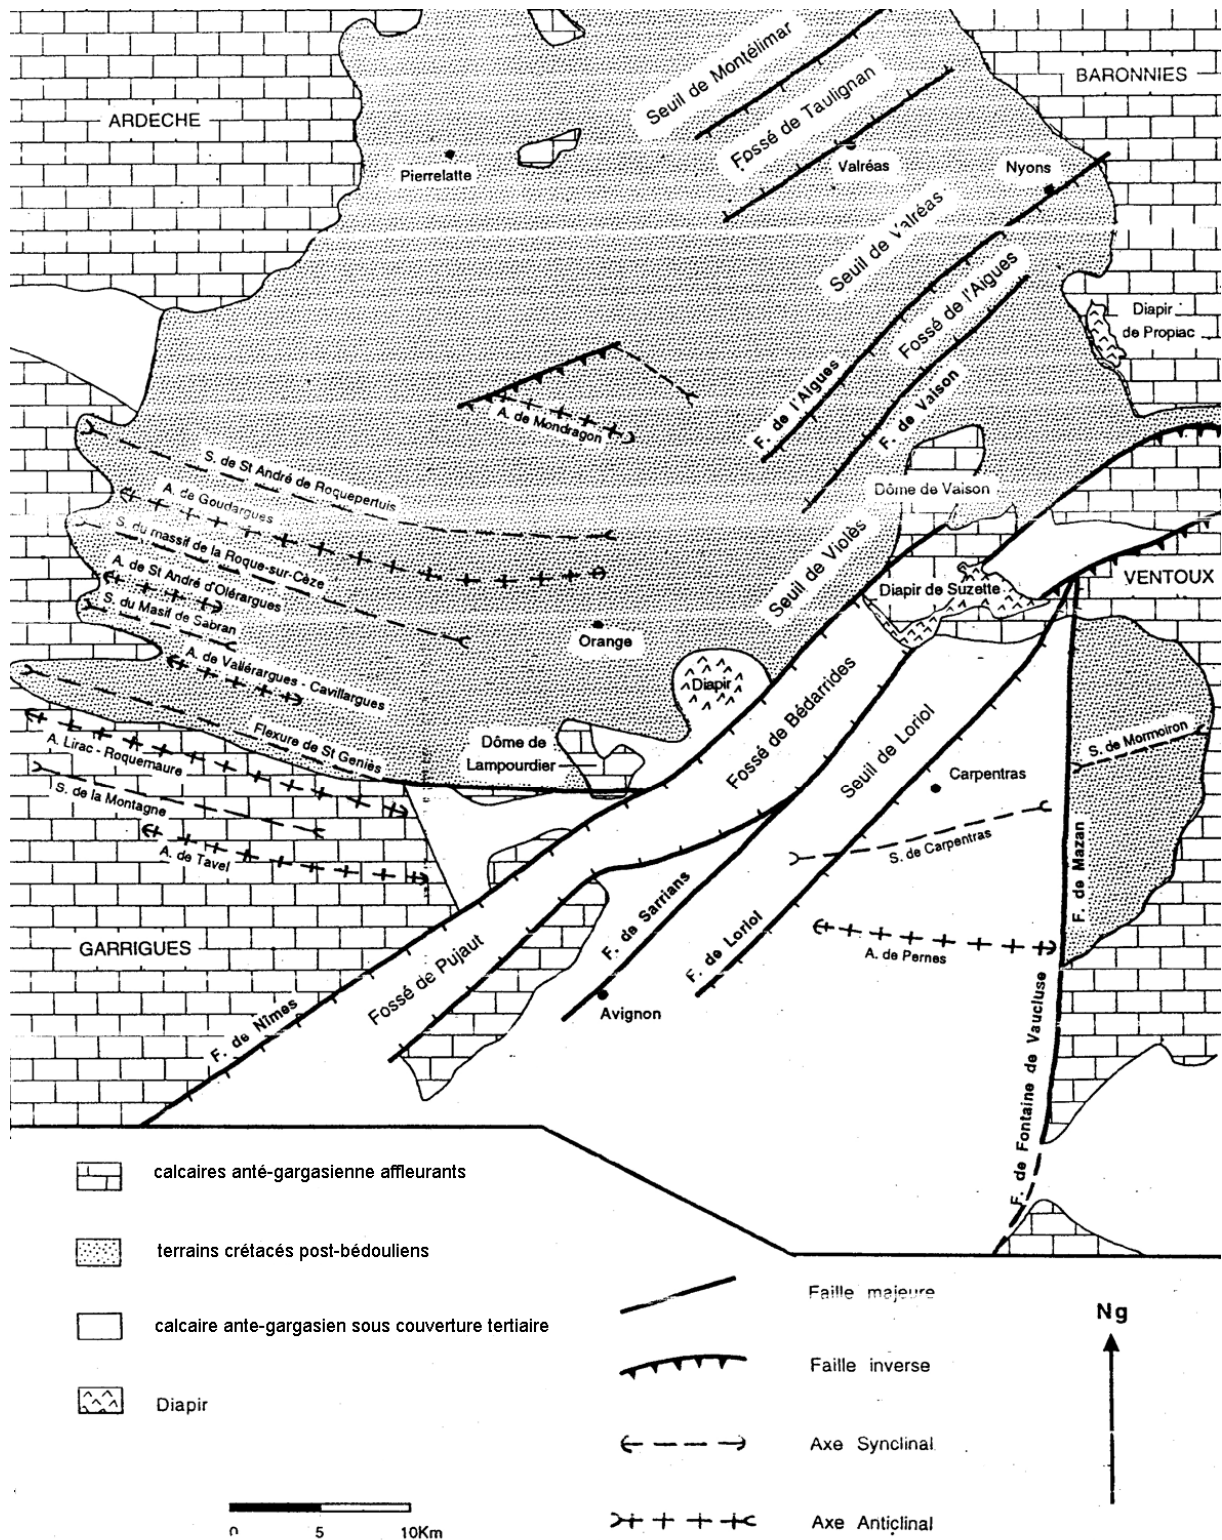 Seuil de Montélimar
BARONNIES
ARDECHE
Fossé de Taulignan
Pierrelatte
Valréas
Nyons
Seuil de Valréas
Fossé de l'Aigues
Diapir
de Propiac
F. de l'Aigues
F. de Vaison
A. de Mondragon
S. de St André de Roquepertuis
A. de Goudargues
Dôme de Vaison
S. du massif de la Roque-sur-Cèze
Seuil de Violès
A. de St André d'Olérargues
VENTOUX
S. du Masif de Sabran
Diapir de Suzette
Orange
A. de Vallérargues - Cavillargues
Diapir
Fossé de Bédarrides
Flexure de St Geniès
Seuil de Loriol
S. de Mormoiron
A. Lirac - Roquemaure
Dôme de
Lampourdier
Carpentras
S. de la Montagne
S. de Carpentras
A. de Tavel
F. de Mazan
F. de Sarrians
F. de Loriol
GARRIGUES
Fossé de Pujaut
A. de Pernes
F. de Nîmes
Avignon
F. de Fontaine de Vaucluse
calcaires anté-gargasienne affleurants
terrains crétacés post-bédouliens
Faille majeure
calcaire ante-gargasien sous couverture tertiaire
Ng
Faille inverse
Diapir
Axe Synclinal
0 5 10Km
Axe Anticlinal